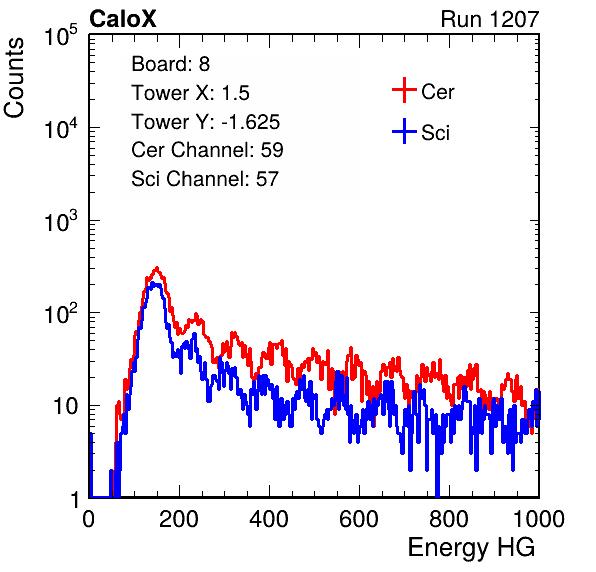 CaloX Run 1207
Counts
10^5
10^4
10^3
10^2
10
1
Board: 8
Tower X: 1.5
Tower Y: -1.625
Cer Channel: 59
Sci Channel: 57
Cer
Sci
0 200 400 600 800 1000
Energy HG